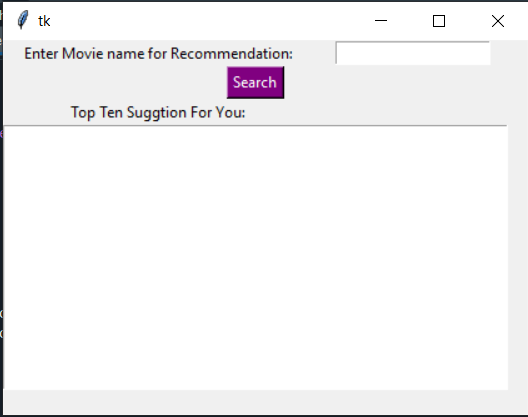 tk
Enter Movie name for Recommendation:
Search
Top Ten Suggtion For You: